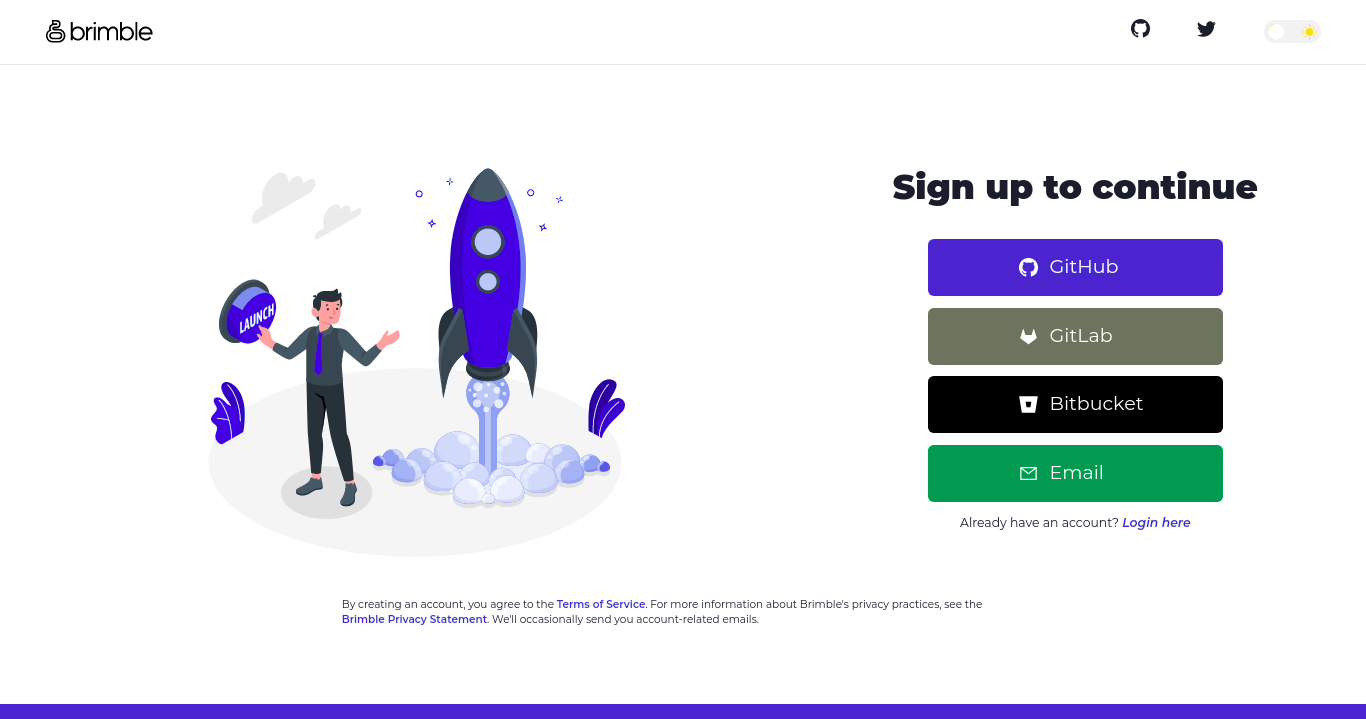 brimble
Sign up to continue
LAUNCH
GitHub
GitLab
Bitbucket
Email
Already have an account? Login here
By creating an account, you agree to the Terms of Service. For more information about Brimble's privacy practices, see the
Brimble Privacy Statement. We'll occasionally send you account-related emails.